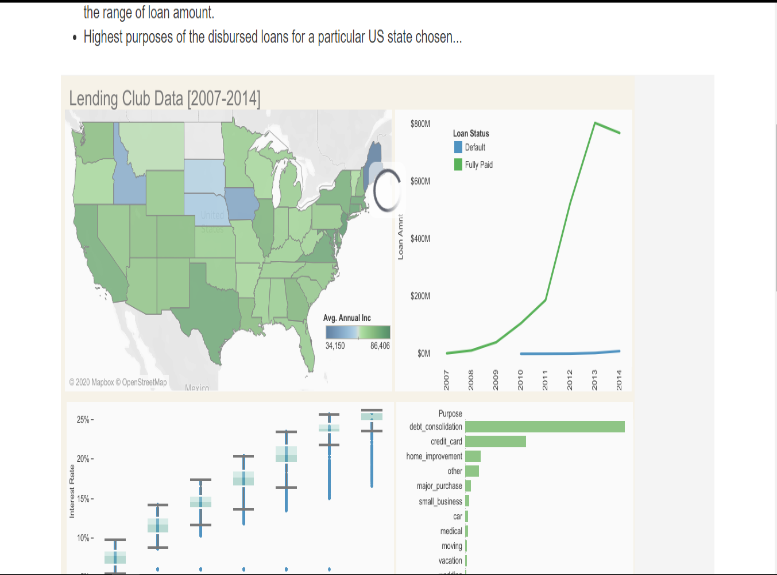 the range of loan amount.
• Highest purposes of the disbursed loans for a particular US state chosen...
Lending Club Data [2007-2014]
Avg. Annual Inc
34,150 86,406
© 2020 Mapbox © OpenStreetMap
Mexico
Loan Status
Default
Fully Paid
Loan Amnt
$800M
$600M
$400M
$200M
$0M
2007
2008
2009
2010
2011
2012
2013
2014
Interest Rate
25%
20%
15%
10%
Purpose
debt_consolidation
credit_card
home_improvement
other
major_purchase
small_business
car
medical
moving
vacation